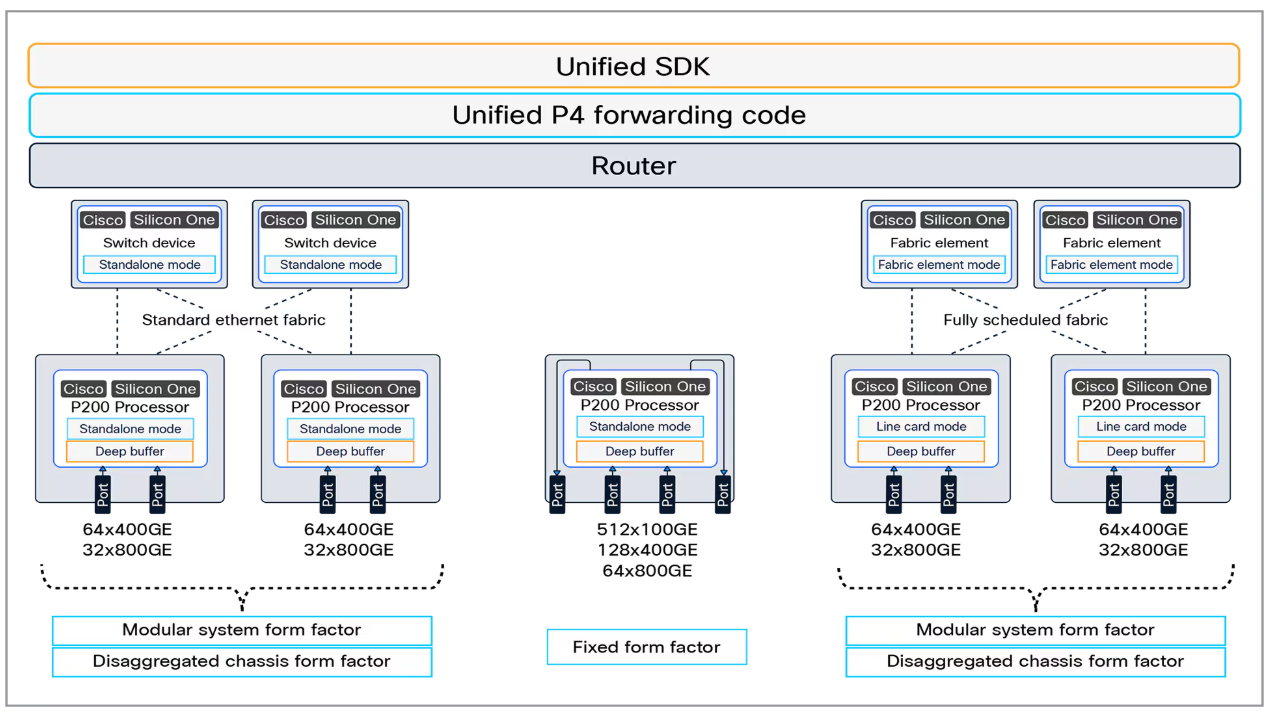 Unified SDK
Unified P4 forwarding code
Router
Cisco Silicon One
Switch device
Standalone mode
Cisco Silicon One
Switch device
Standalone mode
Standard ethernet fabric
Cisco Silicon One
P200 Processor
Standalone mode
Deep buffer
Port
Port
64x400GE
32x800GE
Cisco Silicon One
P200 Processor
Standalone mode
Deep buffer
Port
Port
64x400GE
32x800GE
Modular system form factor
Disaggregated chassis form factor
Cisco Silicon One
P200 Processor
Standalone mode
Deep buffer
Port
Port
Port
Port
512x100GE
128x400GE
64x800GE
Fixed form factor
Cisco Silicon One
Fabric element
Fabric element mode
Cisco Silicon One
Fabric element
Fabric element mode
Fully scheduled fabric
Cisco Silicon One
P200 Processor
Line card mode
Deep buffer
Port
Port
64x400GE
32x800GE
Cisco Silicon One
P200 Processor
Line card mode
Deep buffer
Port
Port
64x400GE
32x800GE
Modular system form factor
Disaggregated chassis form factor